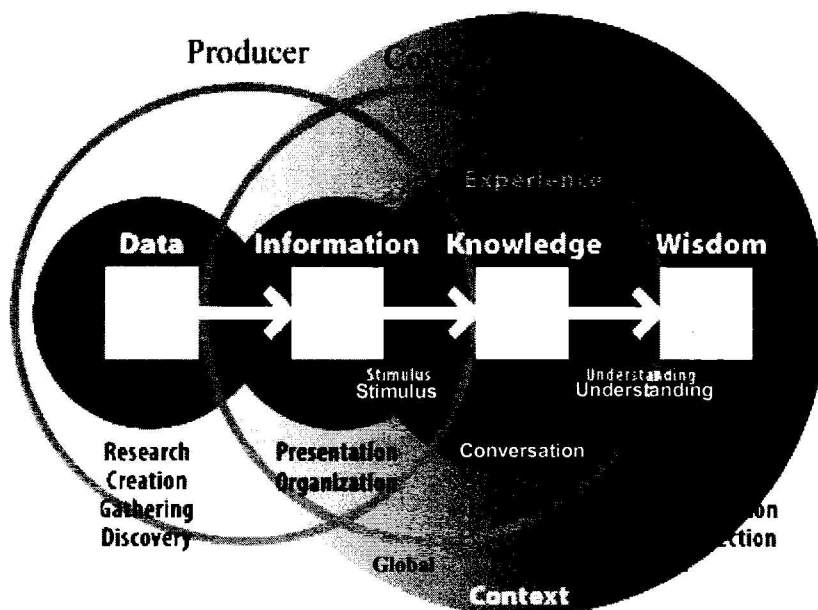 Producer
Experience
Data
Information
Knowledge
Wisdom
Stimulus
Stimulus
Understanding
Understanding
Research
Creation
Gathering
Discovery
Presentation
Organization
Conversation
Global
Context